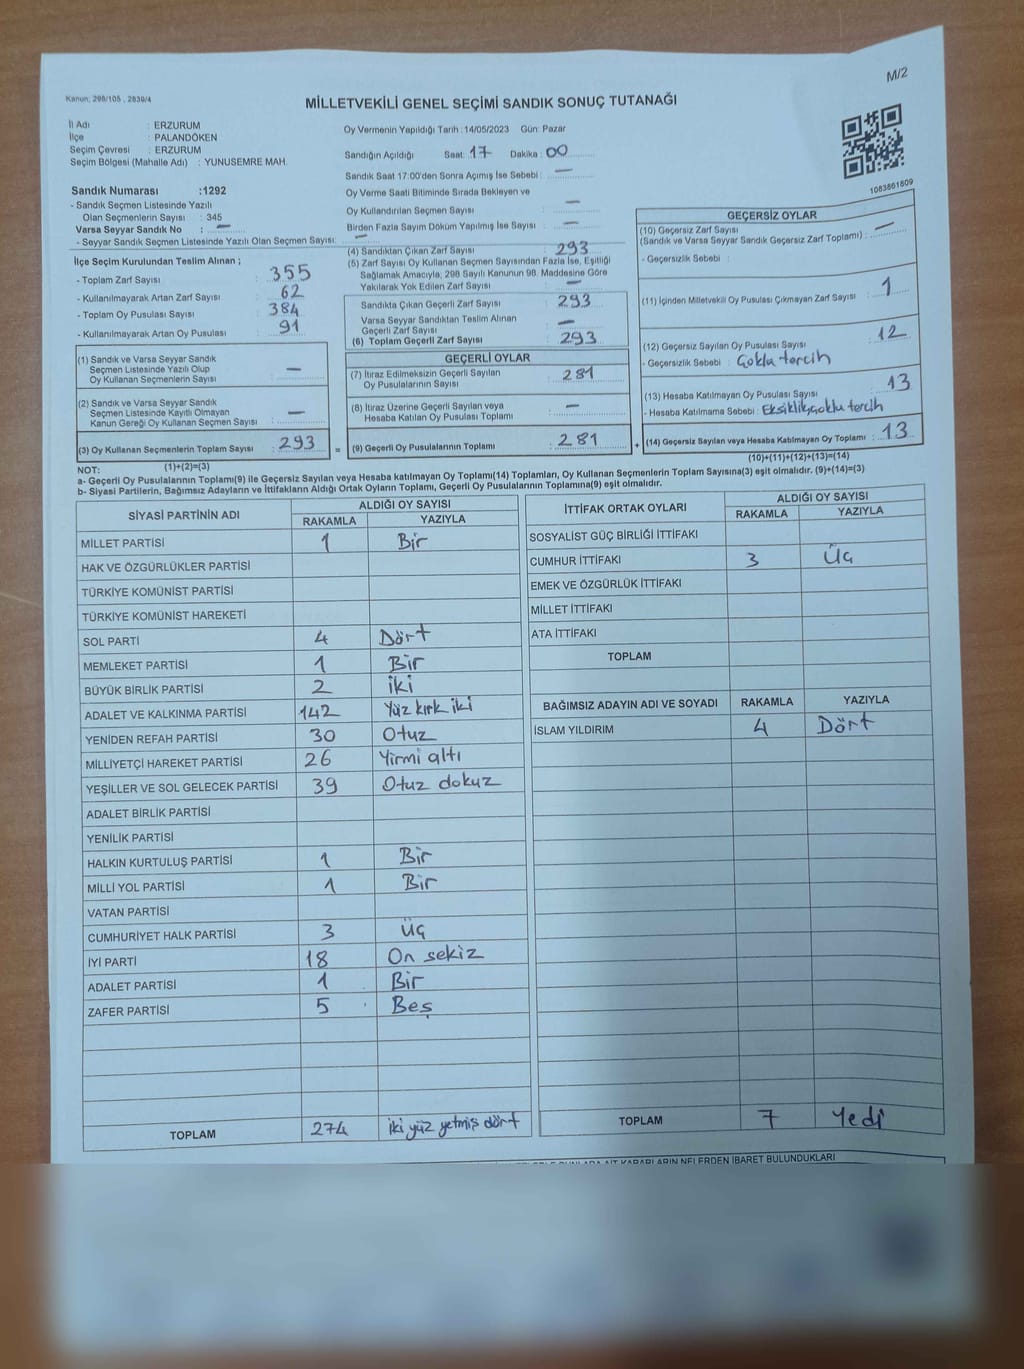 M/2
Kanun: 298/105 , 2839/4
MİLLETVEKİLİ GENEL SEÇİMİ SANDIK SONUÇ TUTANAĞI
İl Adı : ERZURUM
İlçe : PALANDÖKEN
Seçim Çevresi : ERZURUM
Seçim Bölgesi (Mahalle Adı) : YUNUSEMRE MAH.
Sandık Numarası :1292
- Sandık Seçmen Listesinde Yazılı
Olan Seçmenlerin Sayısı : 345
Varsa Seyyar Sandık No : —
- Seyyar Sandık Seçmen Listesinde Yazılı Olan Seçmen Sayısı: —
Oy Vermenin Yapıldığı Tarih :14/05/2023 Gün: Pazar
Sandığın Açıldığı Saat: 17 Dakika : 00
Sandık Saat 17:00'den Sonra Açımış İse Sebebi : —
Oy Verme Saati Bitiminde Sırada Bekleyen ve
Oy Kullandırılan Seçmen Sayısı : —
Birden Fazla Sayım Döküm Yapılmış İse Sayısı : —
1083861809
İlçe Seçim Kurulundan Teslim Alınan ;
- Toplam Zarf Sayısı : 355
- Kullanılmayarak Artan Zarf Sayısı : 62
- Toplam Oy Pusulası Sayısı : 384
- Kullanılmayarak Artan Oy Pusulası : 91
(1) Sandık ve Varsa Seyyar Sandık
Seçmen Listesinde Yazılı Olup
Oy Kullanan Seçmenlerin Sayısı —
(2) Sandık ve Varsa Seyyar Sandık
Seçmen Listesinde Kayıtlı Olmayan
Kanun Gereği Oy Kullanan Seçmen Sayısı —
(3) Oy Kullanan Seçmenlerin Toplam Sayısı : 293
(1)+(2)=(3)
(4) Sandıktan Çıkan Zarf Sayısı : 293
(5) Zarf Sayısı Oy Kullanan Seçmen Sayısından Fazla İse, Eşitliği
Sağlamak Amacıyla, 298 Sayılı Kanunun 98. Maddesine Göre
Yakılarak Yok Edilen Zarf Sayısı : —
Sandıkta Çıkan Geçerli Zarf Sayısı : 293
Varsa Seyyar Sandıktan Teslim Alınan
Geçerli Zarf Sayısı : —
(6) Toplam Geçerli Zarf Sayısı : 293
GEÇERLİ OYLAR
(7) İtiraz Edilmeksizin Geçerli Sayılan
Oy Pusulalarının Sayısı : 281
(8) İtiraz Üzerine Geçerli Sayılan veya
Hesaba Katılan Oy Pusulası Toplamı : —
= (9) Geçerli Oy Pusulalarının Toplamı : 281 +
GEÇERSİZ OYLAR
(10) Geçersiz Zarf Sayısı
(Sandık ve Varsa Seyyar Sandık Geçersiz Zarf Toplamı) : —
- Geçersizlik Sebebi :
(11) İçinden Milletvekili Oy Pusulası Çıkmayan Zarf Sayısı : 1
(12) Geçersiz Sayılan Oy Pusulası Sayısı : 12
- Geçersizlik Sebebi : Çoklu tercih
(13) Hesaba Katılmayan Oy Pusulası Sayısı : 13
- Hesaba Katılmama Sebebi : Eksiklik,çoklu tercih
(14) Geçersiz Sayılan veya Hesaba Katılmayan Oy Toplamı : 13
(10)+(11)+(12)+(13)=(14)
NOT:
a- Geçerli Oy Pusulalarının Toplamı(9) ile Geçersiz Sayılan veya Hesaba katılmayan Oy Toplamı(14) Toplamları, Oy Kullanan Seçmenlerin Toplam Sayısına(3) eşit olmalıdır. (9)+(14)=(3)
b- Siyasi Partilerin, Bağımsız Adayların ve İttifakların Aldığı Ortak Oyların Toplamı, Geçerli Oy Pusulalarının Toplamına(9) eşit olmalıdır.
SİYASİ PARTİNİN ADI ALDIĞI OY SAYISI
RAKAMLA YAZIYLA
MİLLET PARTİSİ 1 Bir
HAK VE ÖZGÜRLÜKLER PARTİSİ
TÜRKİYE KOMÜNİST PARTİSİ
TÜRKİYE KOMÜNİST HAREKETİ
SOL PARTİ 4 Dört
MEMLEKET PARTİSİ 1 Bir
BÜYÜK BİRLİK PARTİSİ 2 iki
ADALET VE KALKINMA PARTİSİ 142 Yüz kırk iki
YENİDEN REFAH PARTİSİ 30 Otuz
MİLLİYETÇİ HAREKET PARTİSİ 26 Yirmi altı
YEŞİLLER VE SOL GELECEK PARTİSİ 39 Otuz dokuz
ADALET BİRLİK PARTİSİ
YENİLİK PARTİSİ
HALKIN KURTULUŞ PARTİSİ 1 Bir
MİLLİ YOL PARTİSİ 1 Bir
VATAN PARTİSİ
CUMHURİYET HALK PARTİSİ 3 Üç
İYİ PARTİ 18 On sekiz
ADALET PARTİSİ 1 Bir
ZAFER PARTİSİ 5 Beş
TOPLAM 274 iki yüz yetmiş dört
İTTİFAK ORTAK OYLARI ALDIĞI OY SAYISI
RAKAMLA YAZIYLA
SOSYALİST GÜÇ BİRLİĞİ İTTİFAKI
CUMHUR İTTİFAKI 3 Üç
EMEK VE ÖZGÜRLÜK İTTİFAKI
MİLLET İTTİFAKI
ATA İTTİFAKI
TOPLAM
BAĞIMSIZ ADAYIN ADI VE SOYADI RAKAMLA YAZIYLA
İSLAM YILDIRIM 4 Dört
TOPLAM 7 Yedi
AİT KARARLARIN NELERDEN İBARET BULUNDUKLARI